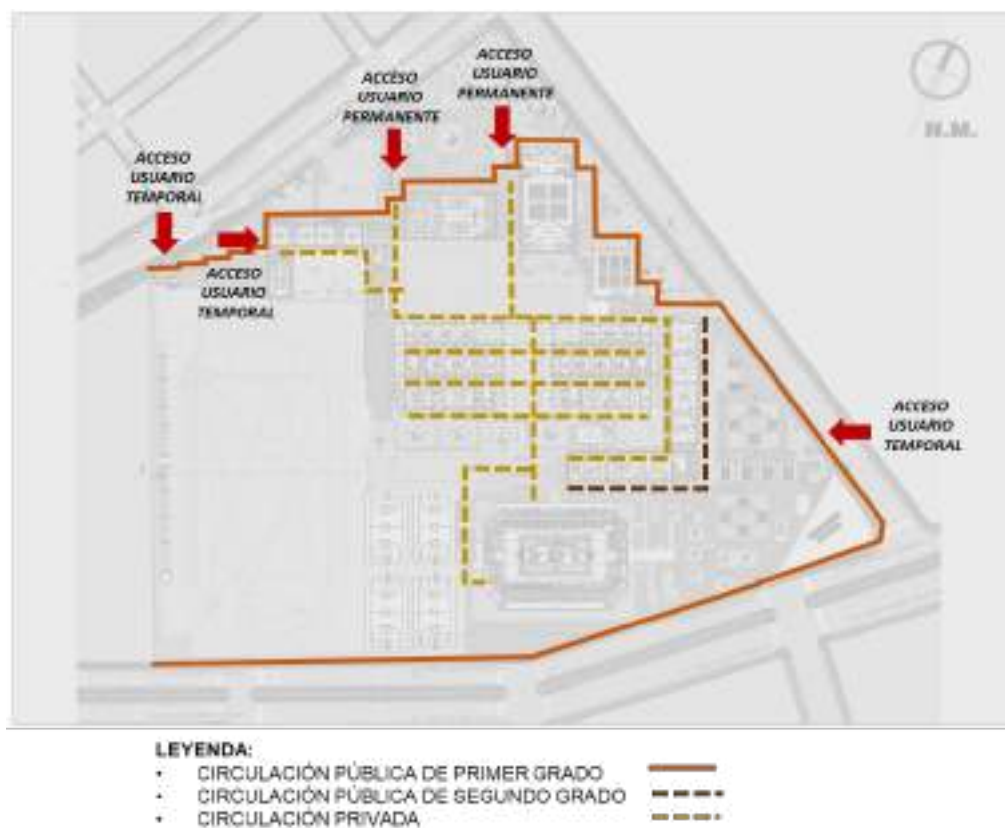 ACCESO
USUARIO
PERMANENTE
ACCESO
USUARIO
PERMANENTE
N.M.
ACCESO
USUARIO
TEMPORAL
ACCESO
USUARIO
TEMPORAL
ACCESO
USUARIO
TEMPORAL
LEYENDA:
• CIRCULACIÓN PÚBLICA DE PRIMER GRADO
• CIRCULACIÓN PÚBLICA DE SEGUNDO GRADO
• CIRCULACIÓN PRIVADA